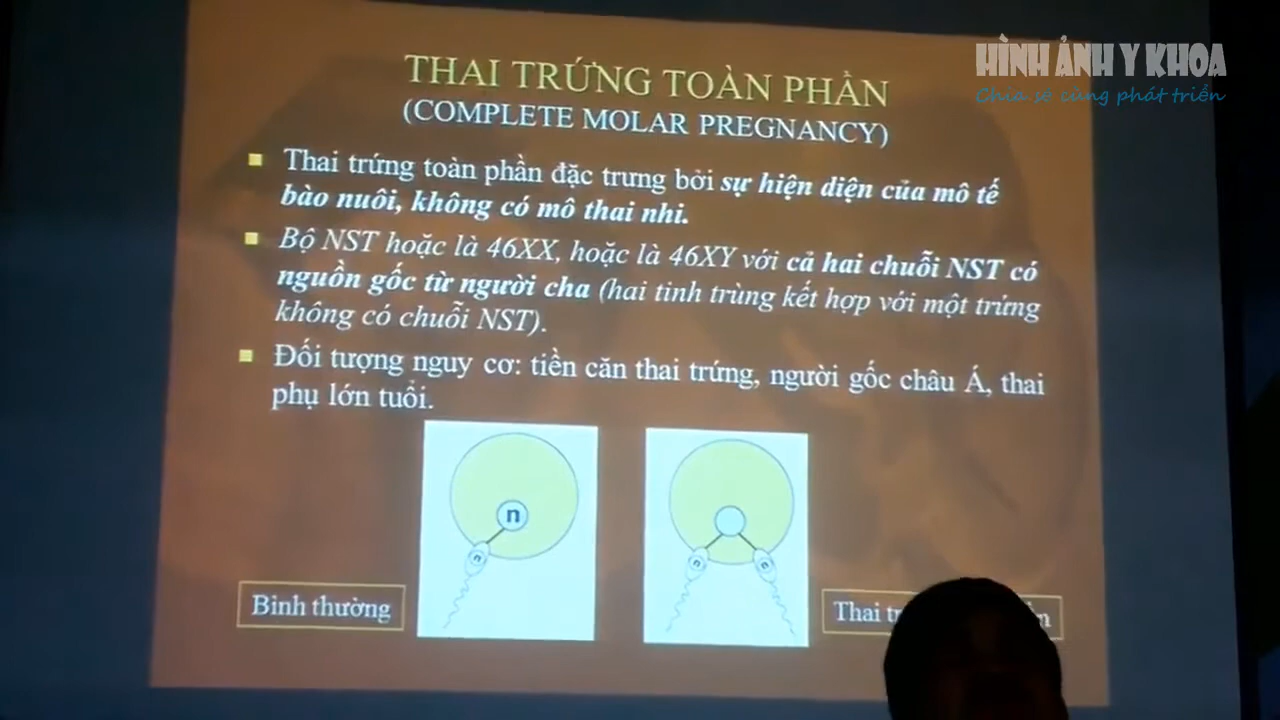 HÌNH ẢNH Y KHOA
Chia sẻ cùng phát triển
THAI TRỨNG TOÀN PHẦN
(COMPLETE MOLAR PREGNANCY)
Thai trứng toàn phần đặc trưng bởi sự hiện diện của mô tế
bào nuôi, không có mô thai nhi.
Bộ NST hoặc là 46XX, hoặc là 46XY với cả hai chuỗi NST có
nguồn gốc từ người cha (hai tinh trùng kết hợp với một trứng
không có chuỗi NST).
Đối tượng nguy cơ: tiền căn thai trứng, người gốc châu Á, thai
phụ lớn tuổi.
n
n
n n
Bình thường
Thai